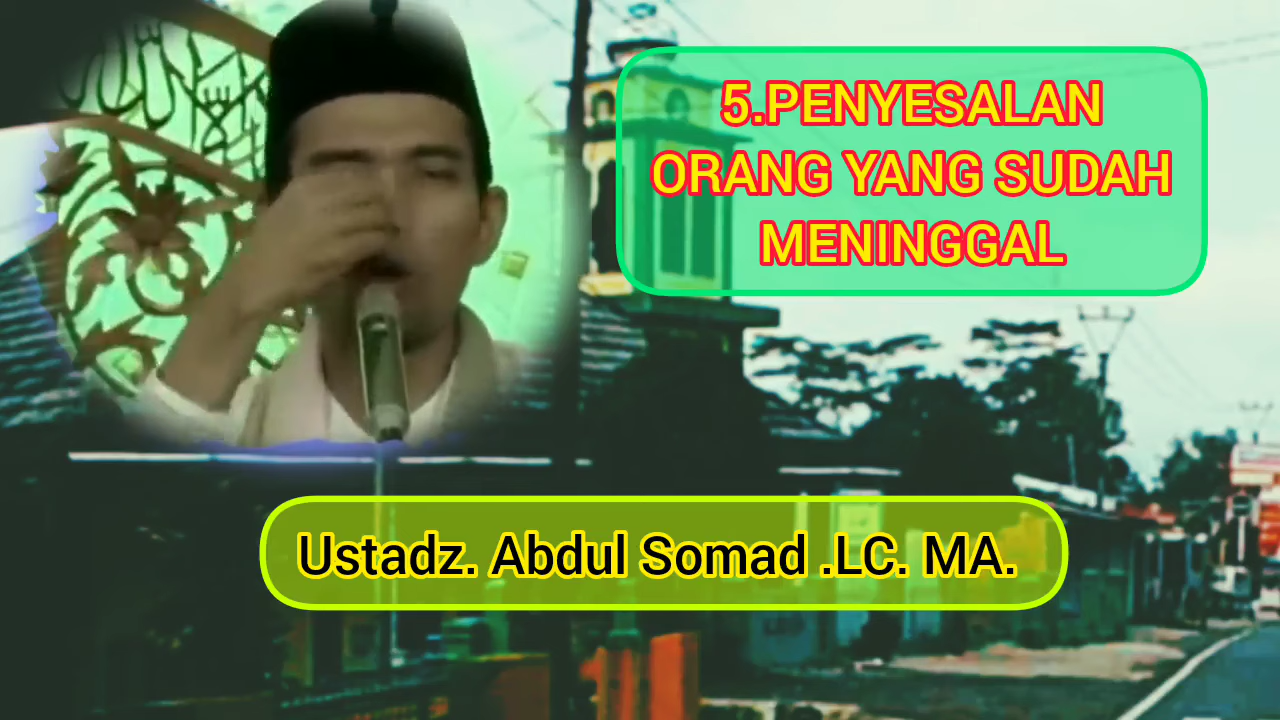 5.PENYESALAN
ORANG YANG SUDAH
MENINGGAL
Ustadz. Abdul Somad .LC. MA.